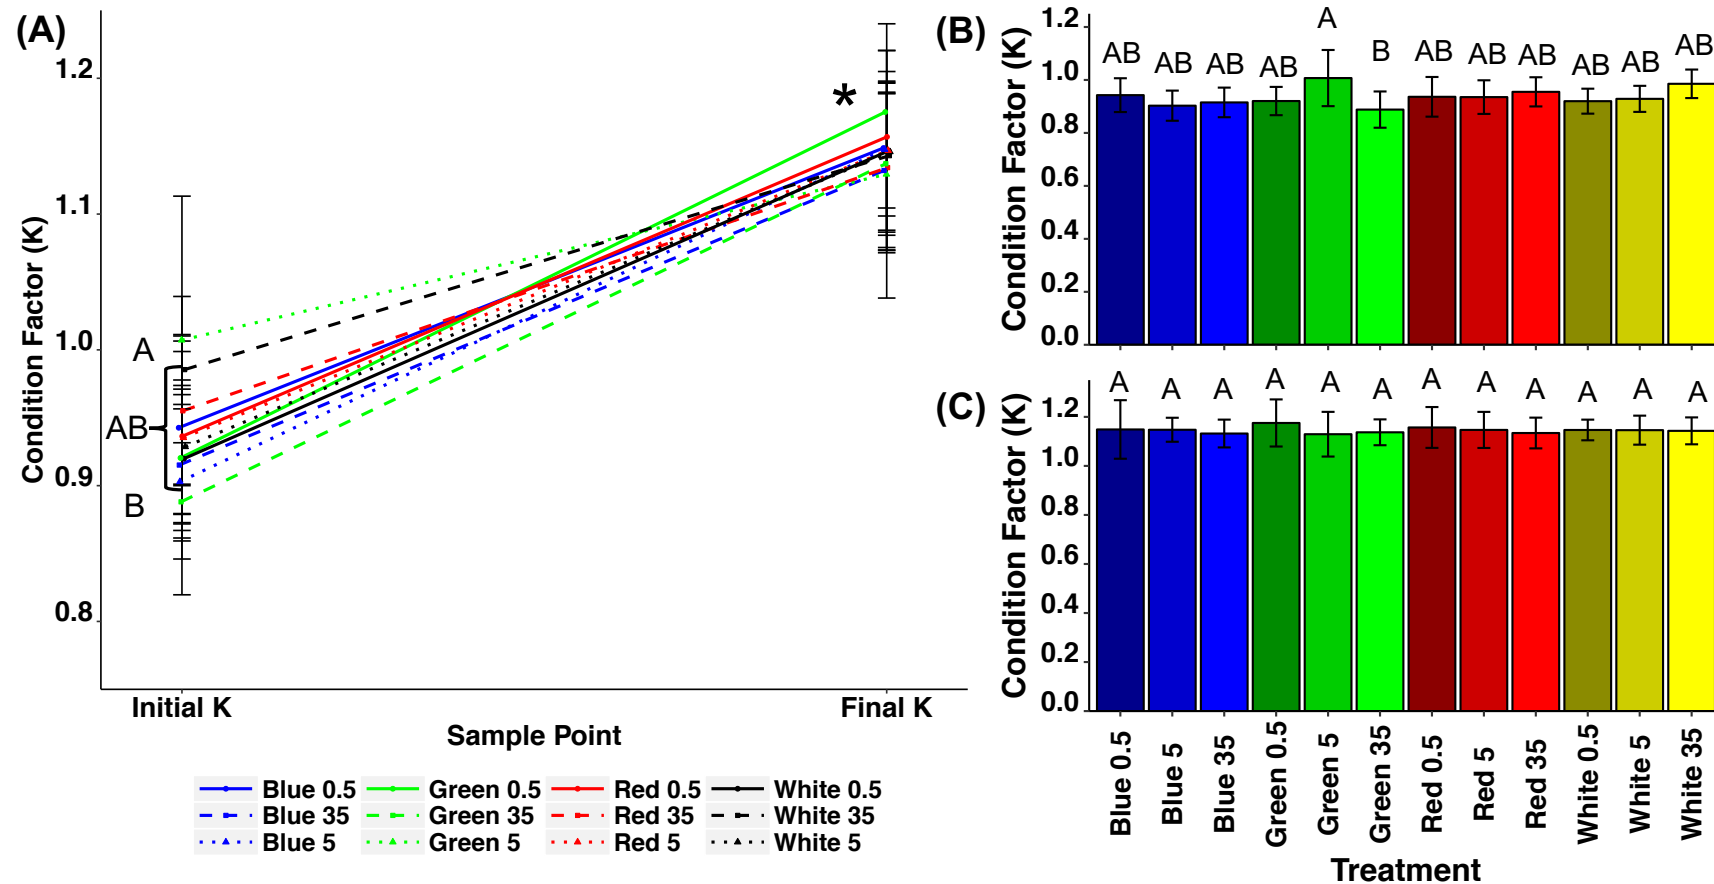 (A)
Condition Factor (K)
1.2
1.1
1.0
0.9
0.8
A
AB
B
*
Initial K
Final K
Sample Point
Blue 0.5 Green 0.5 Red 0.5 White 0.5
Blue 35 Green 35 Red 35 White 35
Blue 5 Green 5 Red 5 White 5
(B)
Condition Factor (K)
1.2
1.0
0.8
0.6
0.4
0.2
0.0
AB AB AB AB A B AB AB AB AB AB AB
(C)
Condition Factor (K)
1.2
1.0
0.8
0.6
0.4
0.2
0.0
A A A A A A A A A A A A
Blue 0.5
Blue 5
Blue 35
Green 0.5
Green 5
Green 35
Red 0.5
Red 5
Red 35
White 0.5
White 5
White 35
Treatment